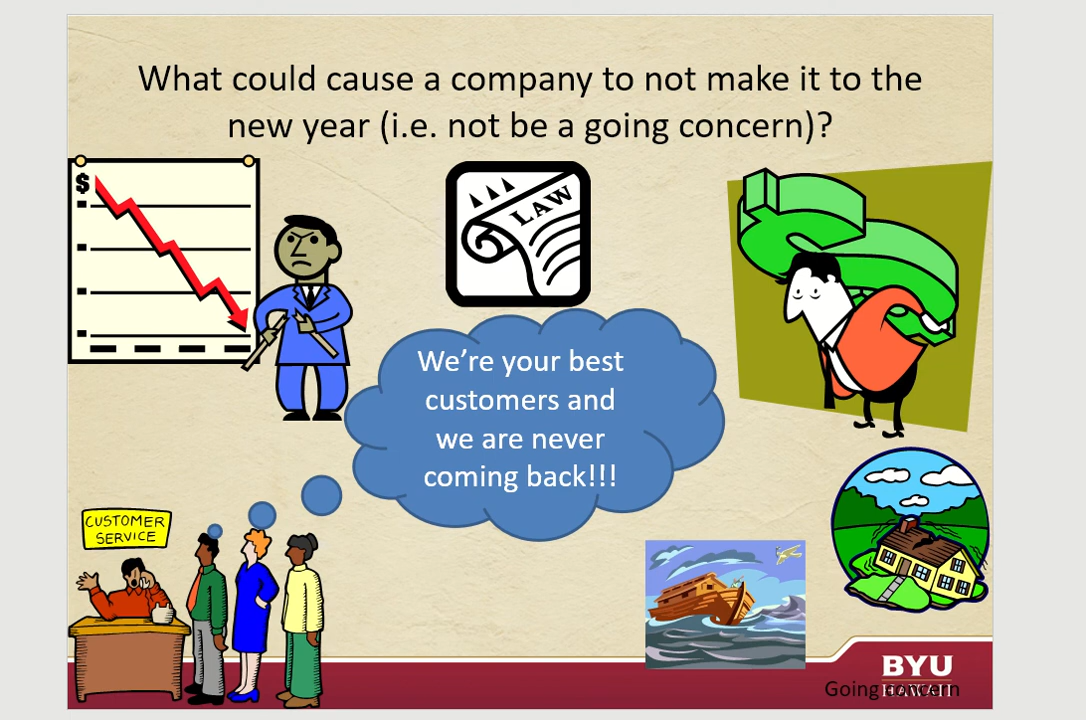 What could cause a company to not make it to the
new year (i.e. not be a going concern)?
$
LAW
We’re your best
customers and
we are never
coming back!!!
CUSTOMER
SERVICE
BYU
HAWAII
Going concern